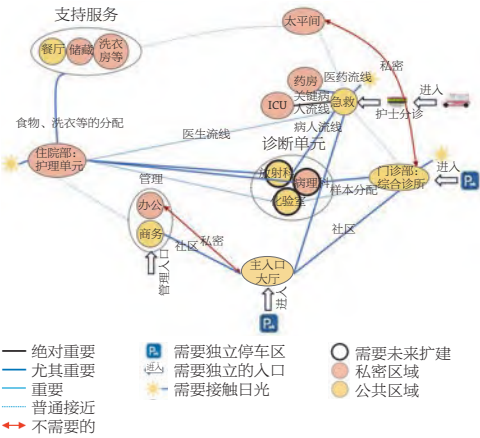 支持服务
太平间
餐厅
储藏
洗衣
房等
私密
药房
医药流线
进入
ICU
关键病
人流线
急救
护士分诊
食物、洗衣等的分配
医生流线
病人流线
诊断单元
住院部：
护理单元
放射科
病理科
门诊部：
综合诊所
进入
管理
化验室
样本分配
办公
商务
社区
私密
社区
管理入口
主入口
大厅
进入
绝对重要
尤其重要
重要
普通接近
不需要的
需要独立停车区
进入
需要独立的入口
需要接触日光
需要未来扩建
私密区域
公共区域